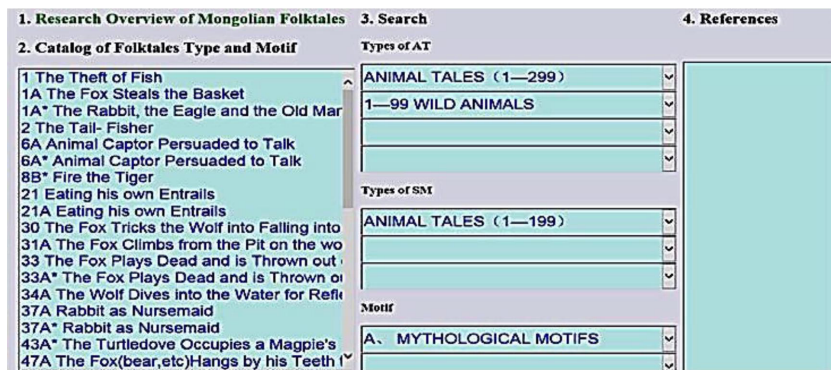 1. Research Overview of Mongolian Folktales
2. Catalog of Folktales Type and Motif
1 The Theft of Fish
1A The Fox Steals the Basket
1A* The Rabbit, the Eagle and the Old Mar
2 The Tail- Fisher
6A Animal Captor Persuaded to Talk
6A* Animal Captor Persuaded to Talk
8B* Fire the Tiger
21 Eating his own Entrails
21A Eating his own Entrails
30 The Fox Tricks the Wolf into Falling into
31A The Fox Climbs from the Pit on the wo
33 The Fox Plays Dead and is Thrown out
33A* The Fox Plays Dead and is Thrown ou
34A The Wolf Dives into the Water for Refle
37A Rabbit as Nursemaid
37A* Rabbit as Nursemaid
43A* The Turtledove Occupies a Magpie's
47A The Fox(bear,etc)Hangs by his Teeth
3. Search
Types of AT
ANIMAL TALES（1—299）
1—99 WILD ANIMALS
Types of SM
ANIMAL TALES（1—199）
Motif
A、 MYTHOLOGICAL MOTIFS
4. References